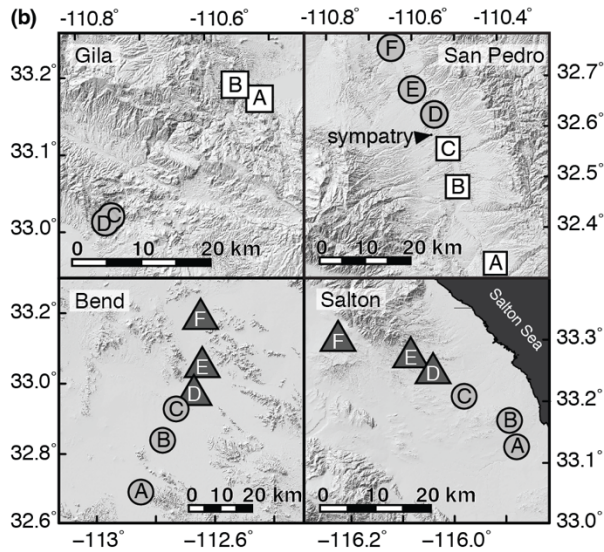 (b)
−110.8°
−110.6°
−110.8°
−110.6°
−110.4°
Gila
San Pedro
33.2°
33.1°
33.0°
32.7°
32.6°
32.5°
32.4°
B
A
C
D
0
10
20 km
F
E
D
sympatry
C
B
A
0
10
20 km
Bend
Salton
Salton Sea
33.2°
33.0°
32.8°
32.6°
33.3°
33.2°
33.1°
33.0°
F
E
D
C
B
A
0
10
20 km
F
E
D
C
B
A
0
10
20 km
−113°
−112.6°
−116.2°
−116.0°